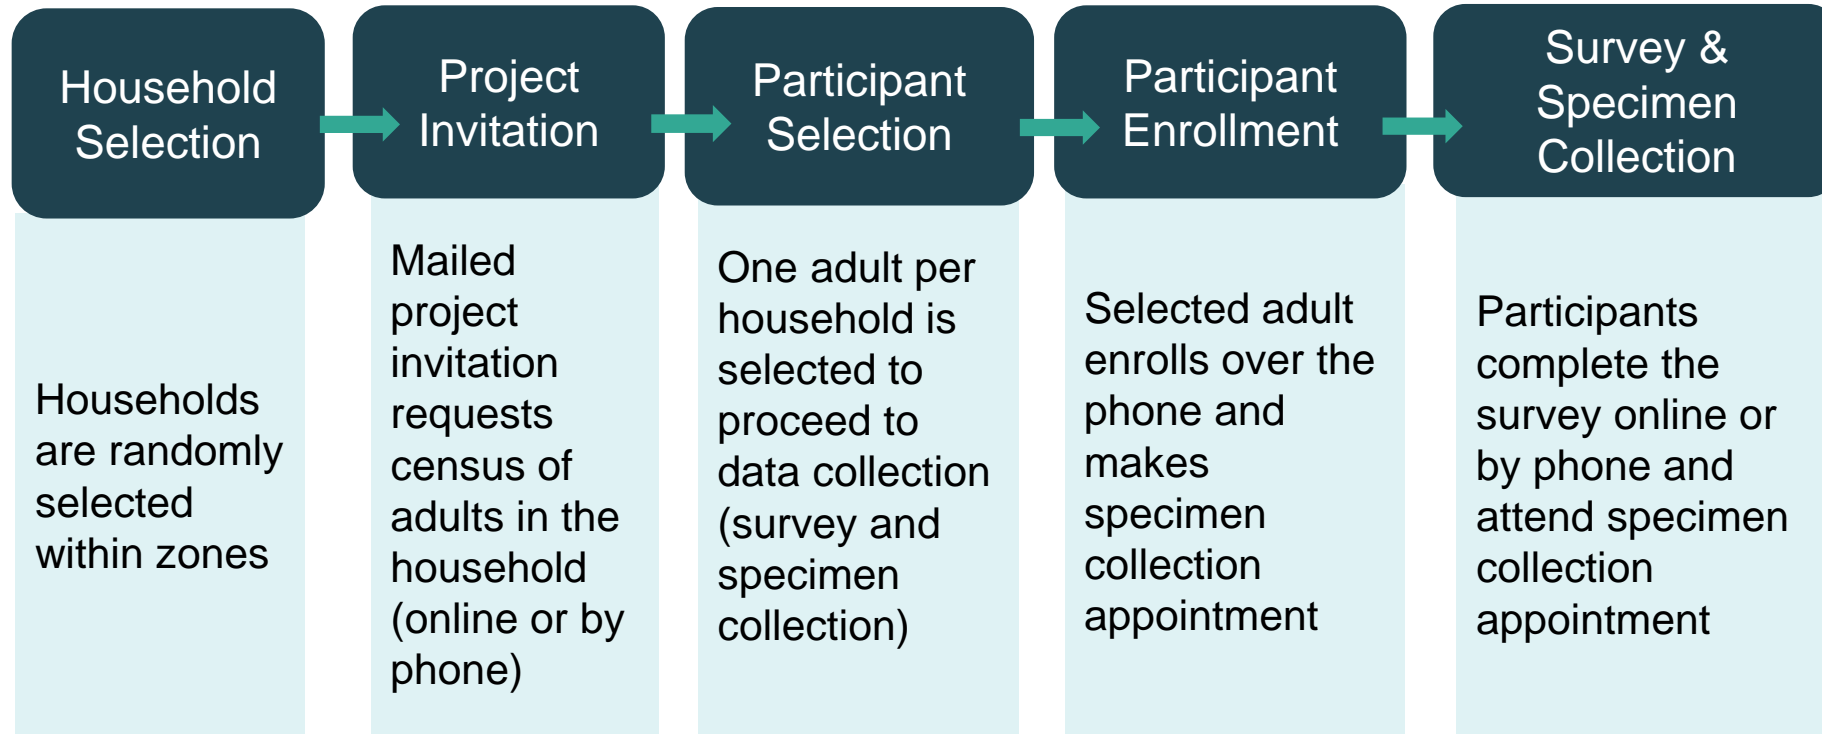 Household
Selection
Project
Invitation
Participant
Selection
Participant
Enrollment
Survey &
Specimen
Collection
Households
are randomly
selected
within zones
Mailed
project
invitation
requests
census of
adults in the
household
(online or by
phone)
One adult per
household is
selected to
proceed to
data collection
(survey and
specimen
collection)
Selected adult
enrolls over the
phone and
makes
specimen
collection
appointment
Participants
complete the
survey online or
by phone and
attend specimen
collection
appointment